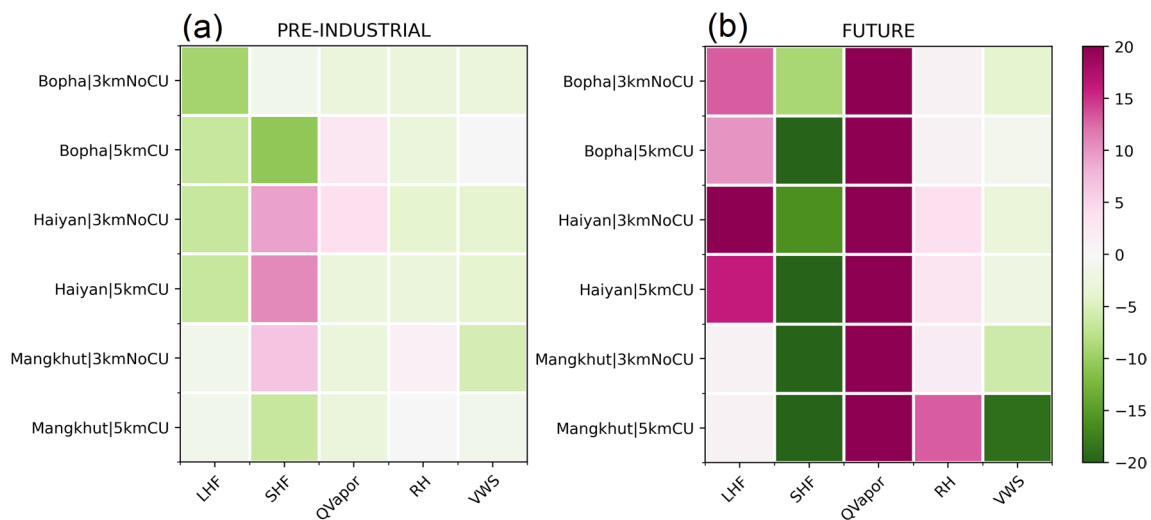 (a)
PRE-INDUSTRIAL
(b)
FUTURE
Bopha|3kmNoCU
Bopha|5kmCU
Haiyan|3kmNoCU
Haiyan|5kmCU
Mangkhut|3kmNoCU
Mangkhut|5kmCU
LHF
SHF
QVapor
RH
VWS
Bopha|3kmNoCU
Bopha|5kmCU
Haiyan|3kmNoCU
Haiyan|5kmCU
Mangkhut|3kmNoCU
Mangkhut|5kmCU
LHF
SHF
QVapor
RH
VWS
20
15
10
5
0
−5
−10
−15
−20